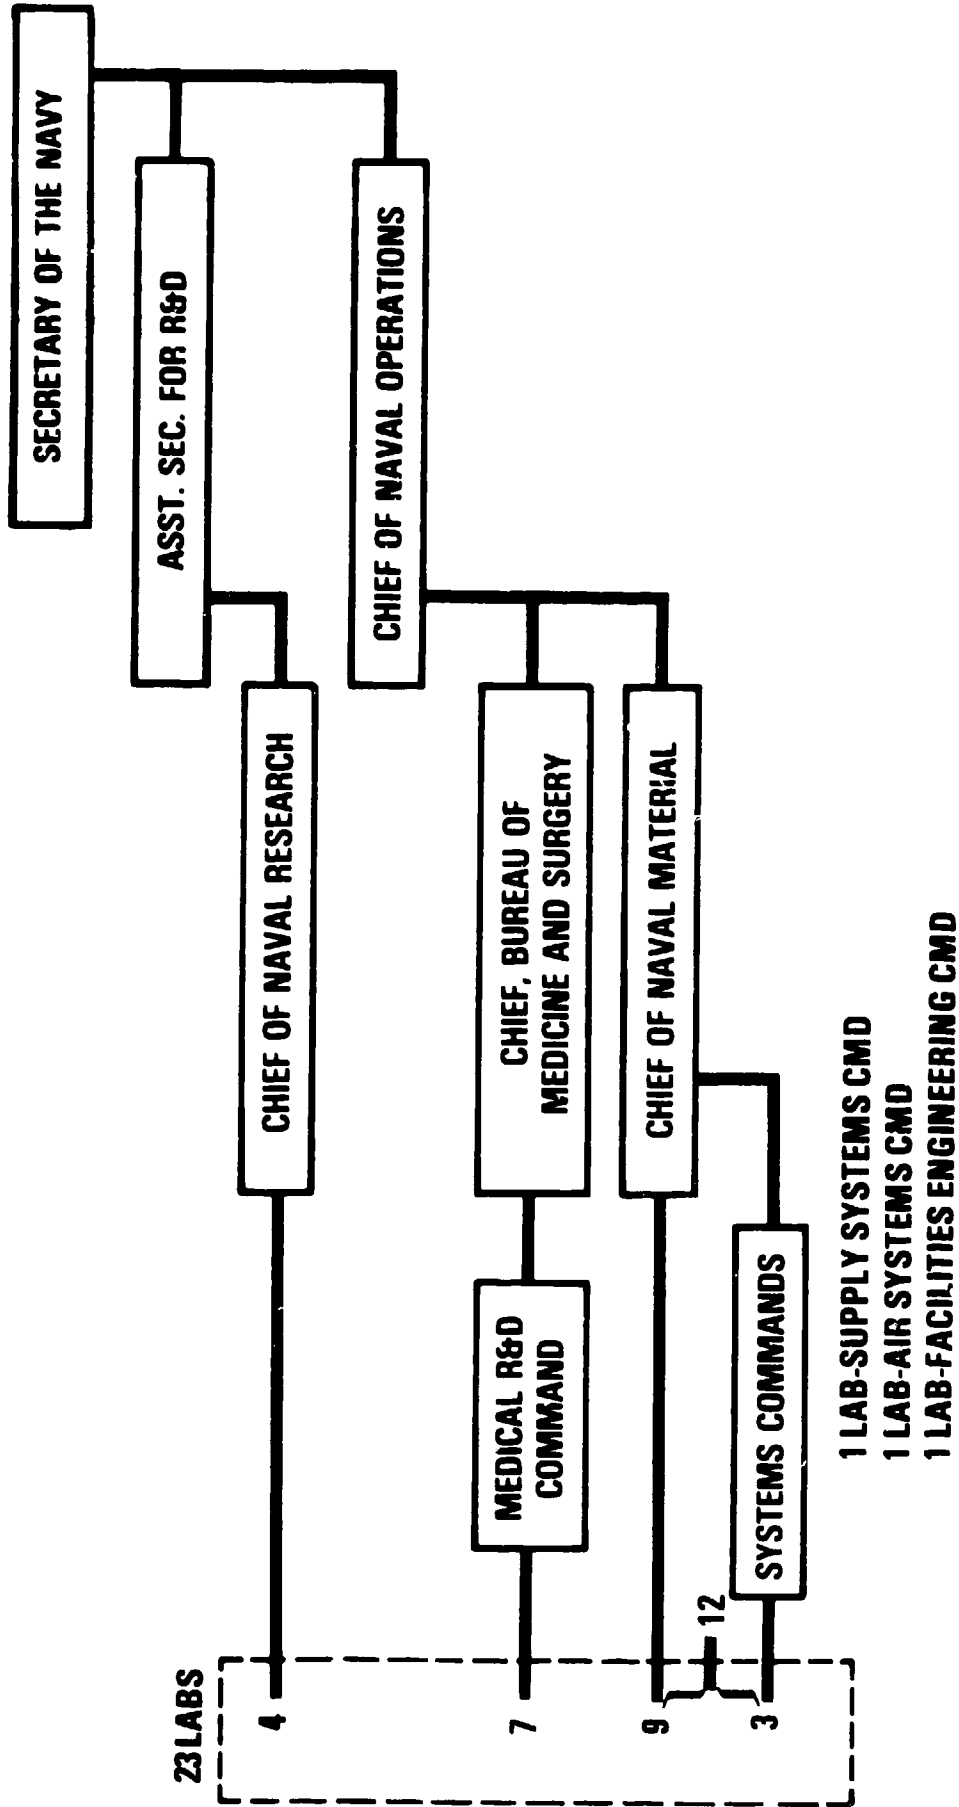 SECRETARY OF THE NAVY
ASST. SEC. FOR R&D
CHIEF OF NAVAL OPERATIONS
CHIEF OF NAVAL RESEARCH
CHIEF, BUREAU OF
MEDICINE AND SURGERY
CHIEF OF NAVAL MATERIAL
MEDICAL R&D
COMMAND
SYSTEMS COMMANDS
23 LABS
4
7
9
12
3
1 LAB-SUPPLY SYSTEMS CMD
1 LAB-AIR SYSTEMS CMD
1 LAB-FACILITIES ENGINEERING CMD